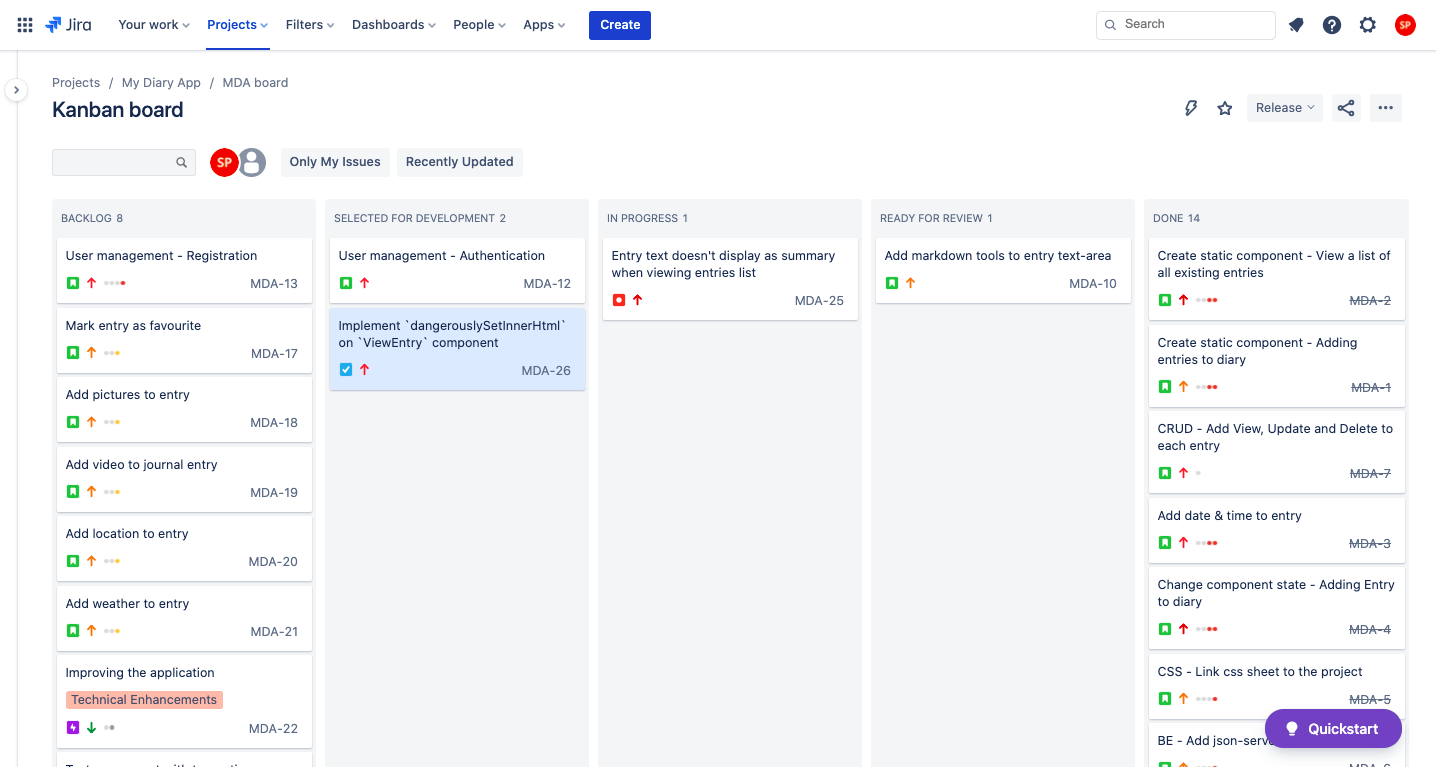 Jira
Your work
Projects
Filters
Dashboards
People
Apps
Create
Search
SP
Projects / My Diary App / MDA board
Kanban board
Release
SP
Only My Issues
Recently Updated
BACKLOG 8
User management - Registration
MDA-13
Mark entry as favourite
MDA-17
Add pictures to entry
MDA-18
Add video to journal entry
MDA-19
Add location to entry
MDA-20
Add weather to entry
MDA-21
Improving the application
Technical Enhancements
MDA-22
SELECTED FOR DEVELOPMENT 2
User management - Authentication
MDA-12
Implement `dangerouslySetInnerHtml`
on `ViewEntry` component
MDA-26
IN PROGRESS 1
Entry text doesn't display as summary
when viewing entries list
MDA-25
READY FOR REVIEW 1
Add markdown tools to entry text-area
MDA-10
DONE 14
Create static component - View a list of
all existing entries
MDA-2
Create static component - Adding
entries to diary
MDA-1
CRUD - Add View, Update and Delete to
each entry
MDA-7
Add date & time to entry
MDA-3
Change component state - Adding Entry
to diary
MDA-4
CSS - Link css sheet to the project
MDA-5
BE - Add
MDA-6
Quickstart